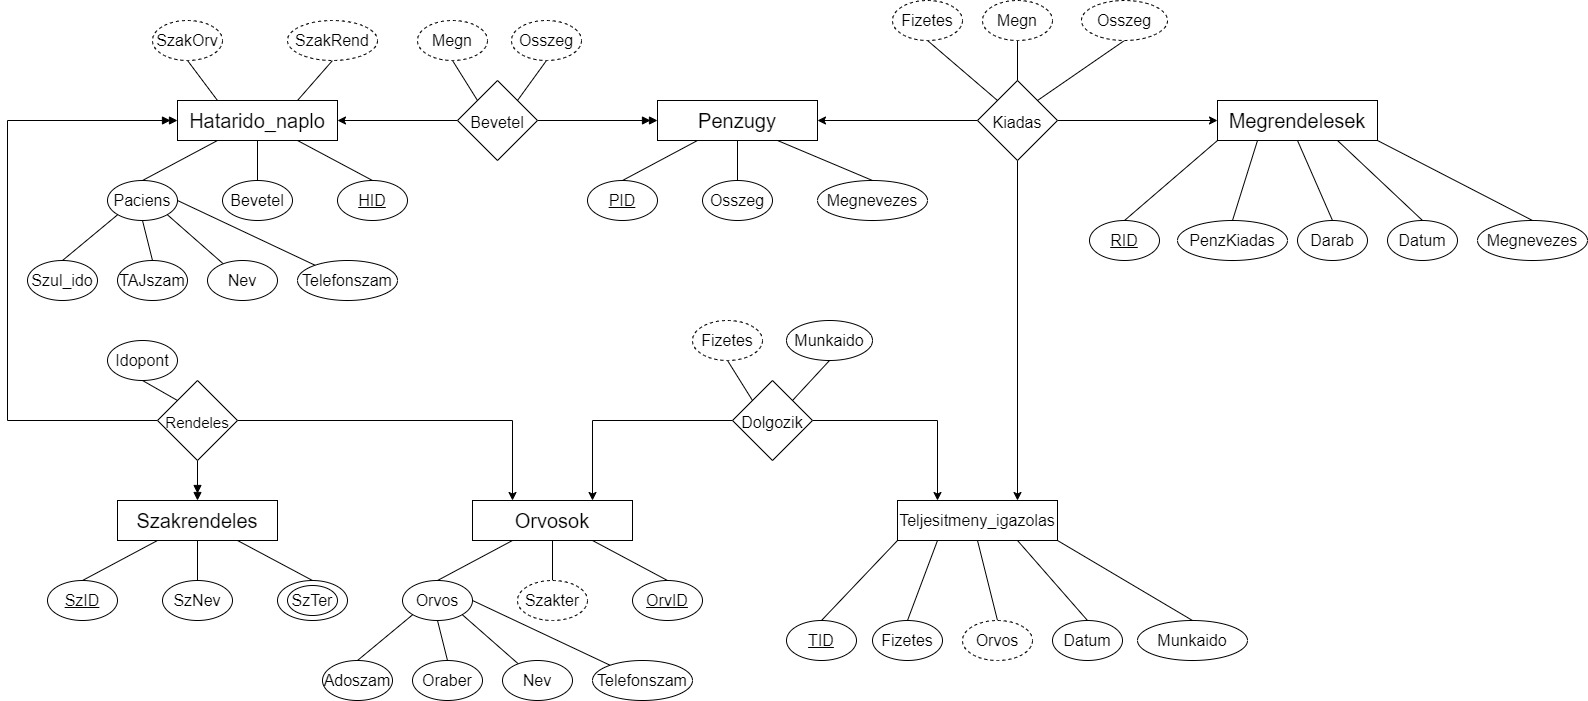 Fizetes
Megn
Osszeg
SzakOrv
SzakRend
Megn
Osszeg
Hatarido_naplo
Bevetel
Penzugy
Kiadas
Megrendelesek
Paciens
Bevetel
HID
PID
Osszeg
Megnevezes
RID
PenzKiadas
Darab
Datum
Megnevezes
Szul_ido
TAJszam
Nev
Telefonszam
Idopont
Fizetes
Munkaido
Rendeles
Dolgozik
Szakrendeles
Orvosok
Teljesitmeny_igazolas
SzID
SzNev
SzTer
Orvos
Szakter
OrvID
TID
Fizetes
Orvos
Datum
Munkaido
Adoszam
Oraber
Nev
Telefonszam